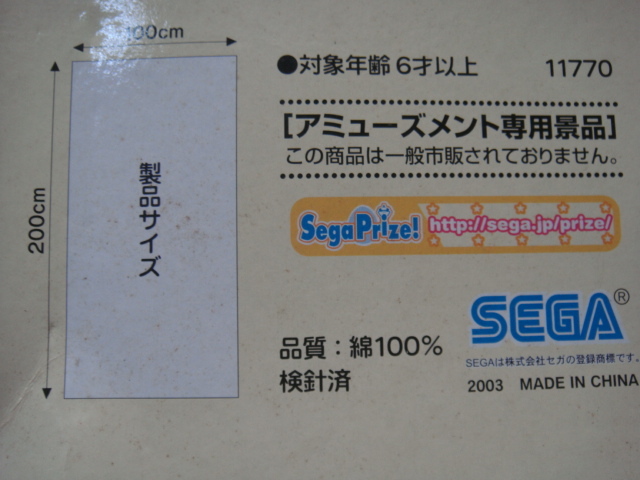 100cm
200cm
製品サイズ
●対象年齢 6才以上 11770
[アミューズメント専用景品]
この商品は一般市販されておりません。
Sega Prize! http://sega.jp/prize/
SEGA®
SEGAは株式会社セガの登録商標です。
品質：綿100%
検針済
2003 MADE IN CHINA